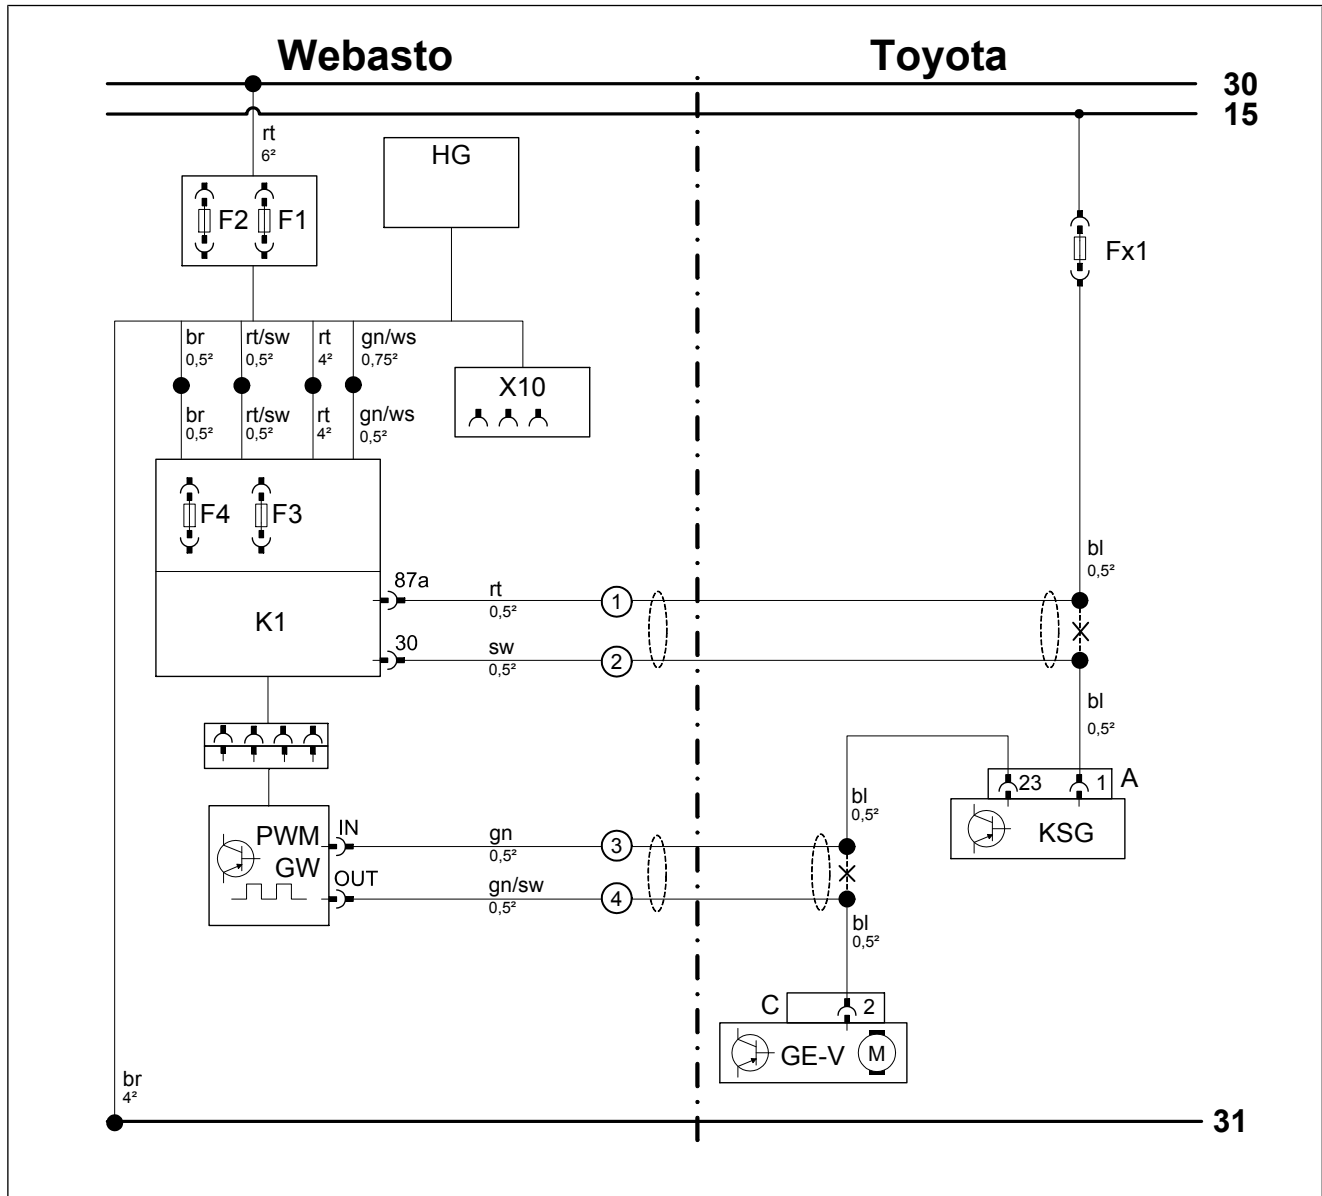 Webasto Toyota
30
15
rt
6²
HG
F2 F1
Fx1
br rt/sw rt gn/ws
0,5² 0,5² 4² 0,75²
X10
br rt/sw rt gn/ws
0,5² 0,5² 4² 0,5²
F4 F3
bl
0,5²
87a
rt
0,5²
1
K1
30
sw
0,5²
2
bl
0,5²
23 1 A
KSG
bl
0,5²
PWM
GW
IN
gn
0,5²
3
OUT
gn/sw
0,5²
4
bl
0,5²
C 2
GE-V M
br
4²
31